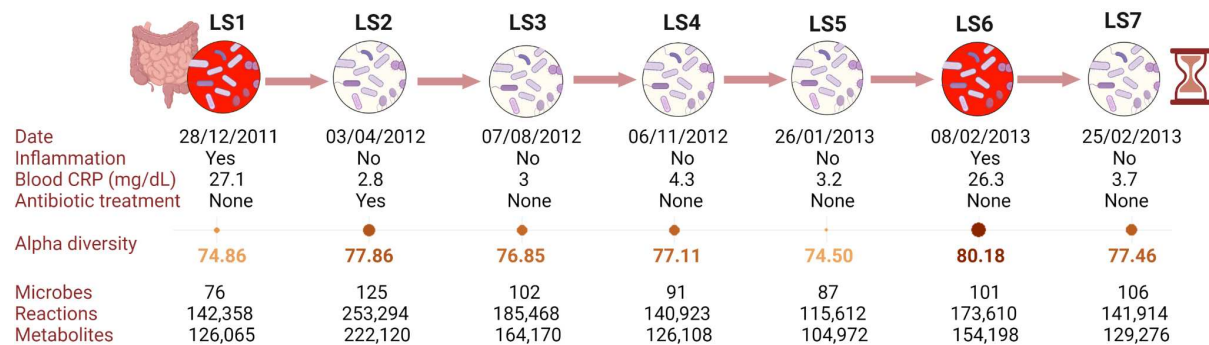 LS1 LS2 LS3 LS4 LS5 LS6 LS7
Date 28/12/2011 03/04/2012 07/08/2012 06/11/2012 26/01/2013 08/02/2013 25/02/2013
Inflammation Yes No No No No Yes No
Blood CRP (mg/dL) 27.1 2.8 3 4.3 3.2 26.3 3.7
Antibiotic treatment None Yes None None None None None
Alpha diversity 74.86 77.86 76.85 77.11 74.50 80.18 77.46
Microbes 76 125 102 91 87 101 106
Reactions 142,358 253,294 185,468 140,923 115,612 173,610 141,914
Metabolites 126,065 222,120 164,170 126,108 104,972 154,198 129,276